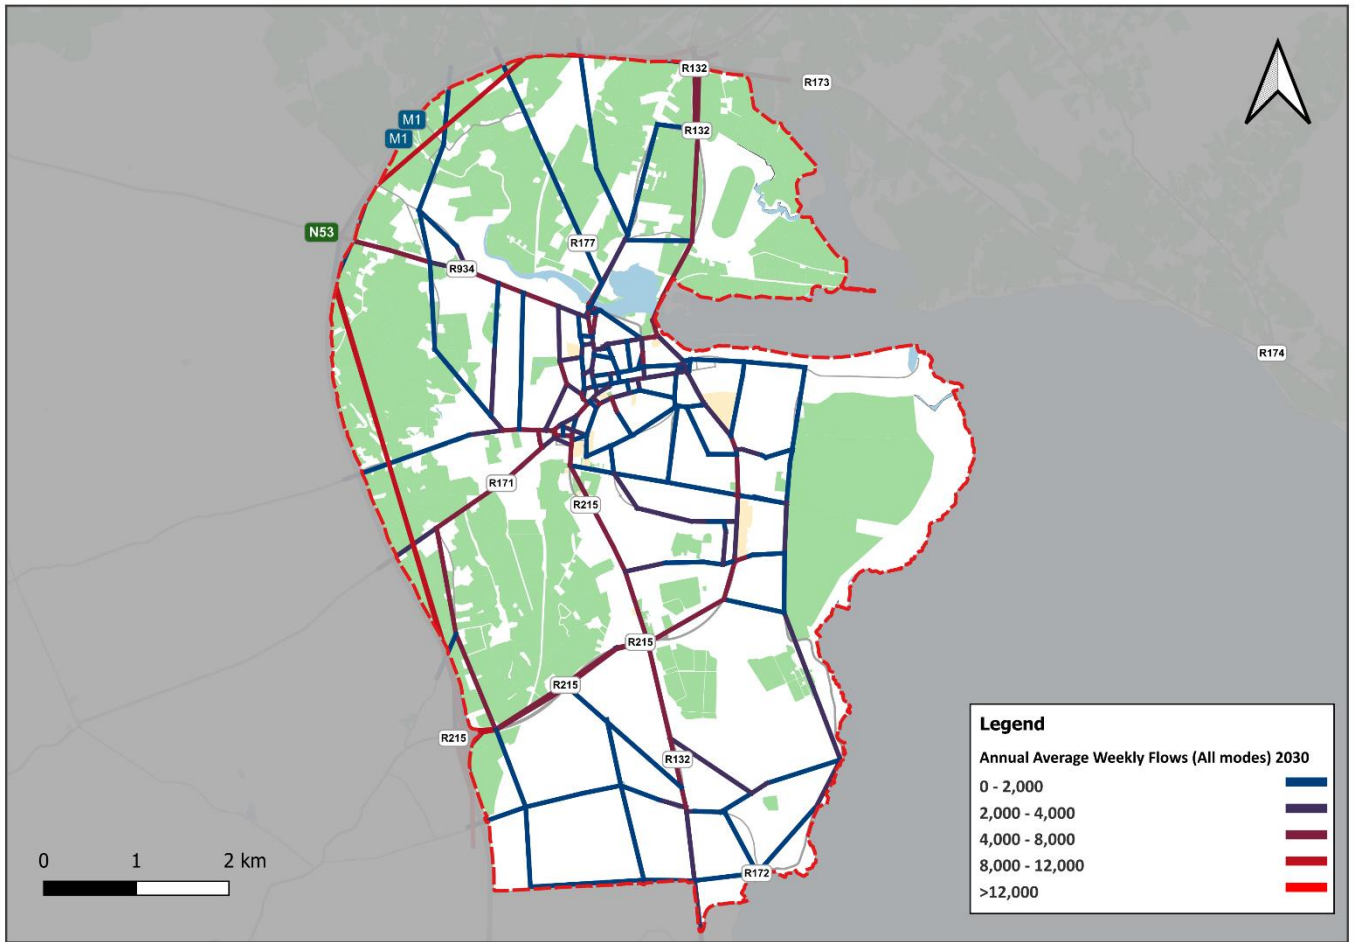 R132
R173
M1
R132
M1
N53
R177
R934
R174
R171
R215
R215
R215
R215
R132
R172
Legend
Annual Average Weekly Flows (All modes) 2030
0 - 2,000
2,000 - 4,000
4,000 - 8,000
8,000 - 12,000
>12,000
0 1 2 km